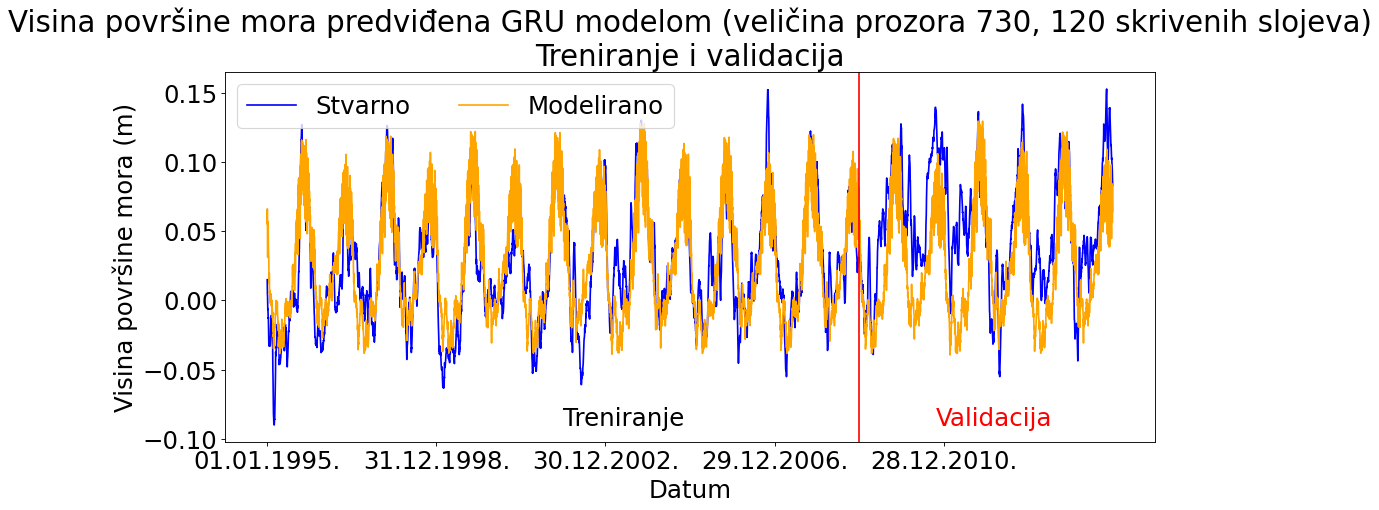 Visina površine mora predviđena GRU modelom (veličina prozora 730, 120 skrivenih slojeva)
Treniranje i validacija
Stvarno Modelirano
Visina površine mora (m)
0.15
0.10
0.05
0.00
−0.05
−0.10
Treniranje Validacija
01.01.1995. 31.12.1998. 30.12.2002. 29.12.2006. 28.12.2010.
Datum